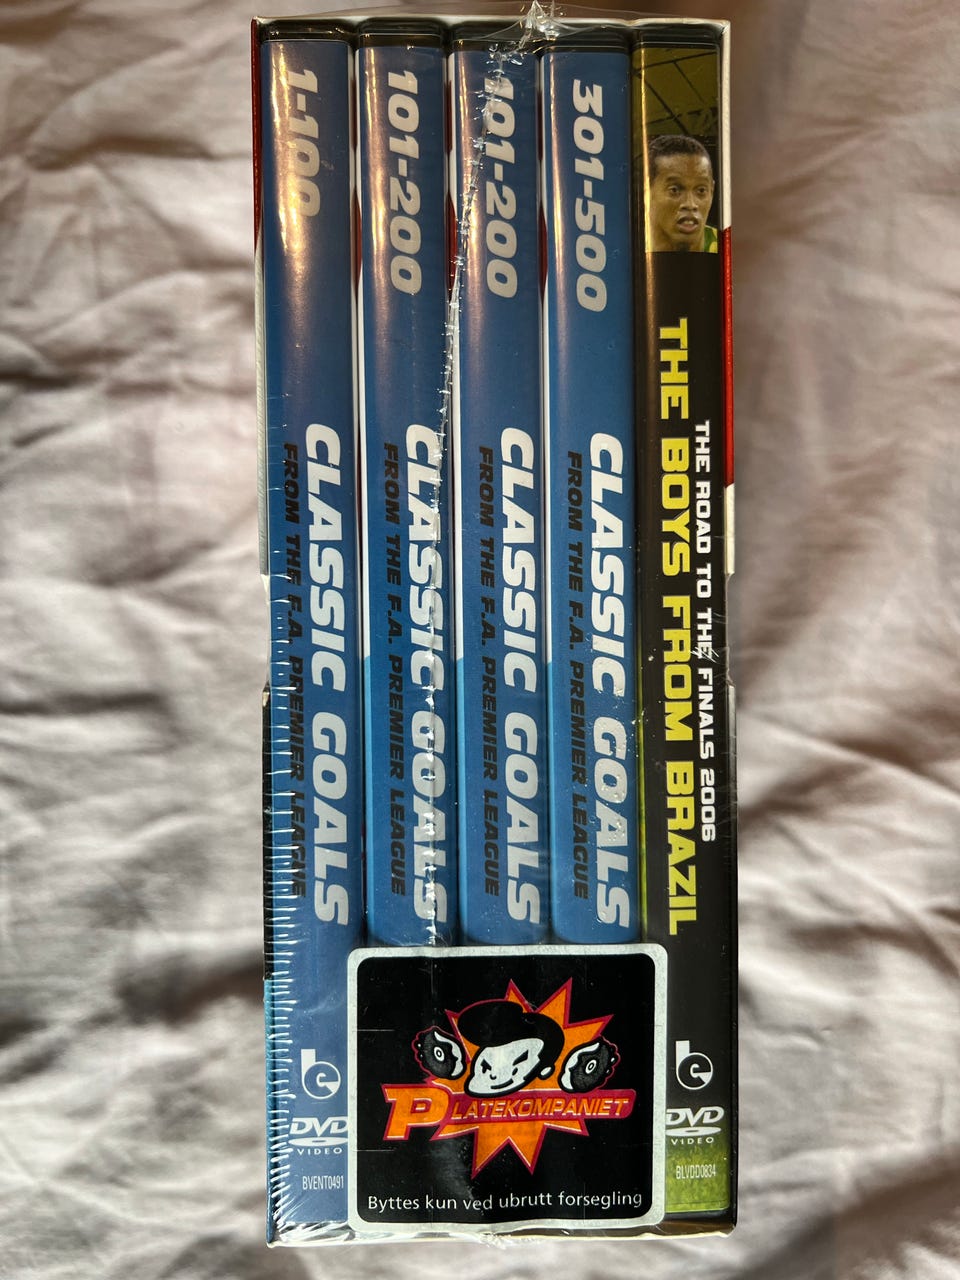 1-100
CLASSIC GOALS
FROM THE F.A. PREMIER LEAGUE
DVD
VIDEO
BVENT0491
101-200
CLASSIC GOALS
FROM THE F.A. PREMIER LEAGUE
101-200
CLASSIC GOALS
FROM THE F.A. PREMIER LEAGUE
301-500
CLASSIC GOALS
FROM THE F.A. PREMIER LEAGUE
THE ROAD TO THE FINALS 2006
THE BOYS FROM BRAZIL
DVD
VIDEO
BLVDD0834
PLATEKOMPANIET
Byttes kun ved ubrutt forsegling